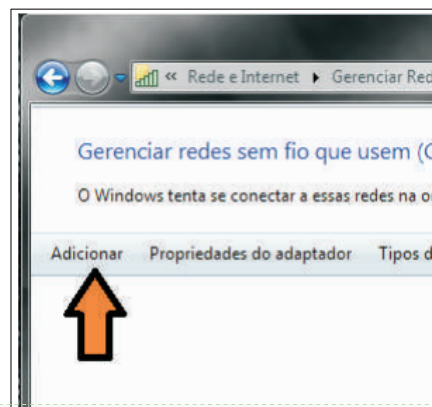 « Rede e Internet ▸ Gerenciar Red
Gerenciar redes sem fio que usem (
O Windows tenta se conectar a essas redes na o
Adicionar Propriedades do adaptador Tipos d